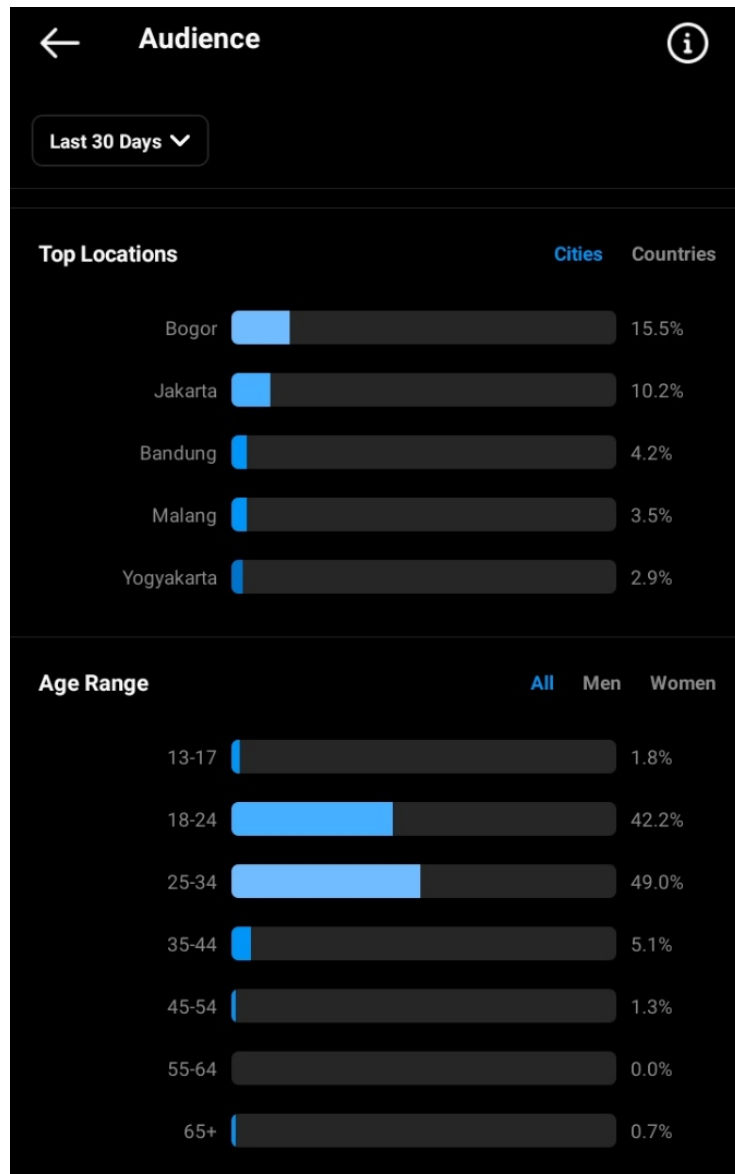 Audience
Last 30 Days
Top Locations Cities Countries
Bogor 15.5%
Jakarta 10.2%
Bandung 4.2%
Malang 3.5%
Yogyakarta 2.9%
Age Range All Men Women
13-17 1.8%
18-24 42.2%
25-34 49.0%
35-44 5.1%
45-54 1.3%
55-64 0.0%
65+ 0.7%